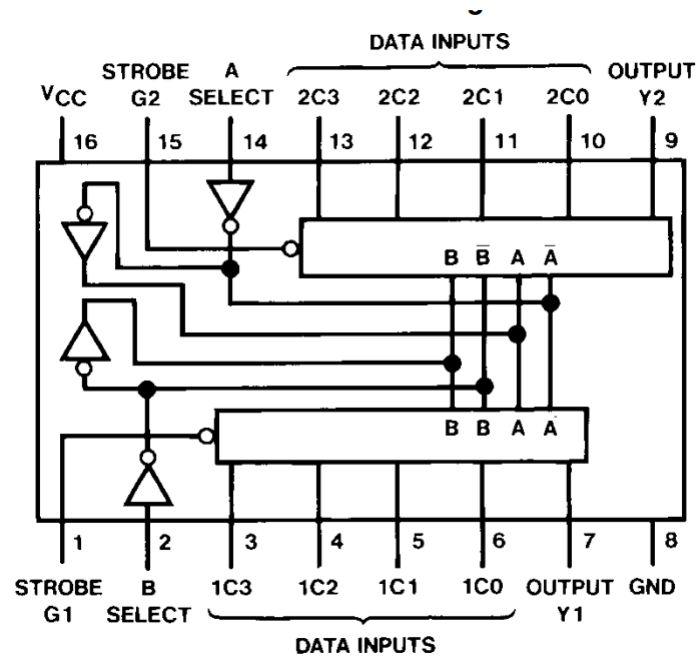 DATA INPUTS
STROBE A OUTPUT
VCC G2 SELECT 2C3 2C2 2C1 2C0 Y2
16 15 14 13 12 11 10 9
B B̅ A A̅
B B A A
1 2 3 4 5 6 7 8
STROBE B 1C3 1C2 1C1 1C0 OUTPUT GND
G1 SELECT Y1
DATA INPUTS